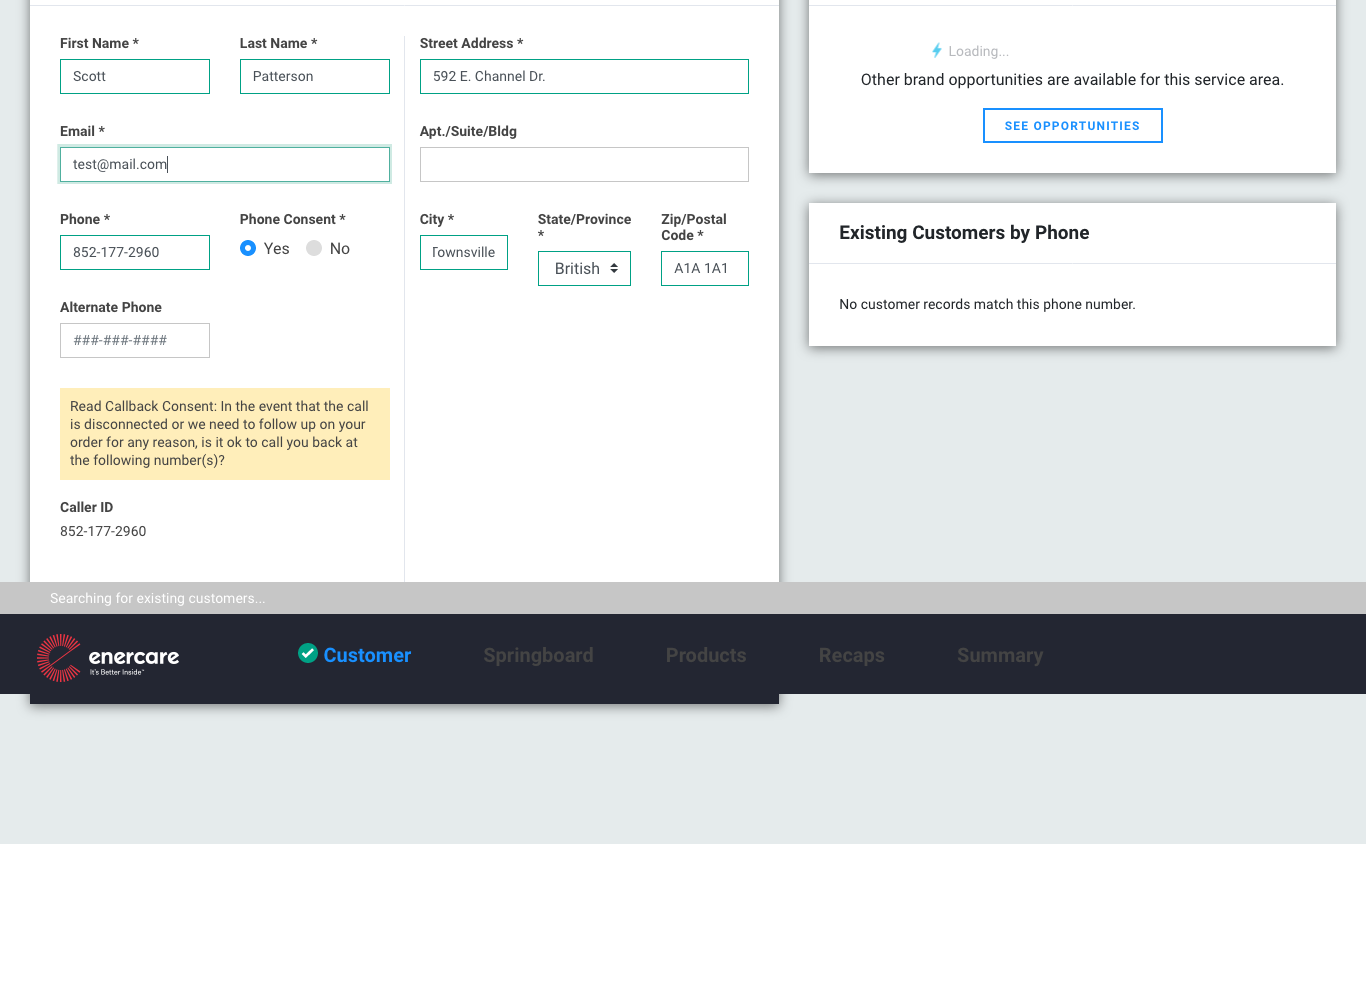 First Name *
Last Name *
Scott
Patterson
Email *
test@mail.com
Phone *
Phone Consent *
852-177-2960
Yes
No
Alternate Phone
###-###-####
Read Callback Consent: In the event that the call
is disconnected or we need to follow up on your
order for any reason, is it ok to call you back at
the following number(s)?
Caller ID
852-177-2960
Street Address *
592 E. Channel Dr.
Apt./Suite/Bldg
City *
State/Province
*
Zip/Postal
Code *
Townsville
British
A1A 1A1
Loading...
Other brand opportunities are available for this service area.
SEE OPPORTUNITIES
Existing Customers by Phone
No customer records match this phone number.
Searching for existing customers...
enercare
It's Better Inside™
Customer
Springboard
Products
Recaps
Summary